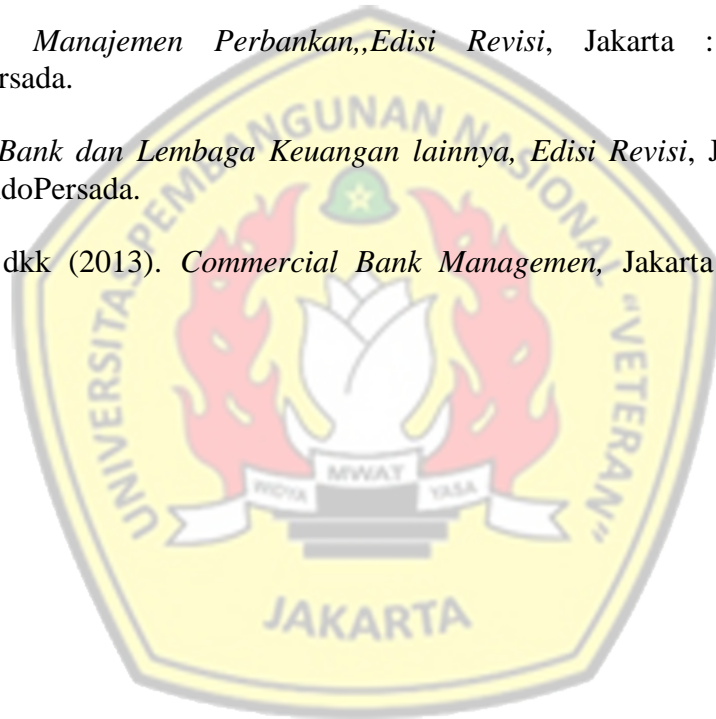 Manajemen Perbankan,,Edisi Revisi, Jakarta :
rsada.
Bank dan Lembaga Keuangan lainnya, Edisi Revisi, J
doPersada.
dkk (2013). Commercial Bank Managemen, Jakarta
UNIVERSITAS PEMBANGUNAN NASIONAL "VETERAN"
WIDYA MWAT YASA
JAKARTA